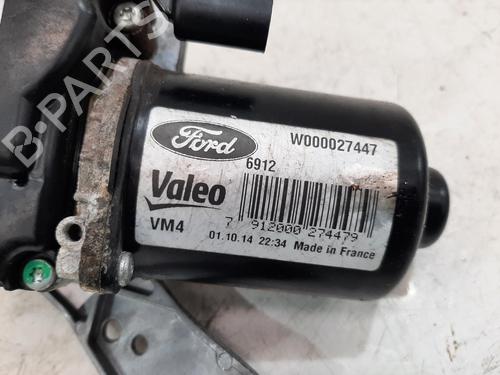 B-PARTS
Ford
W000027447
6912
Valeo
VM4
7 912000 274479
01.10.14 22:34 Made in France